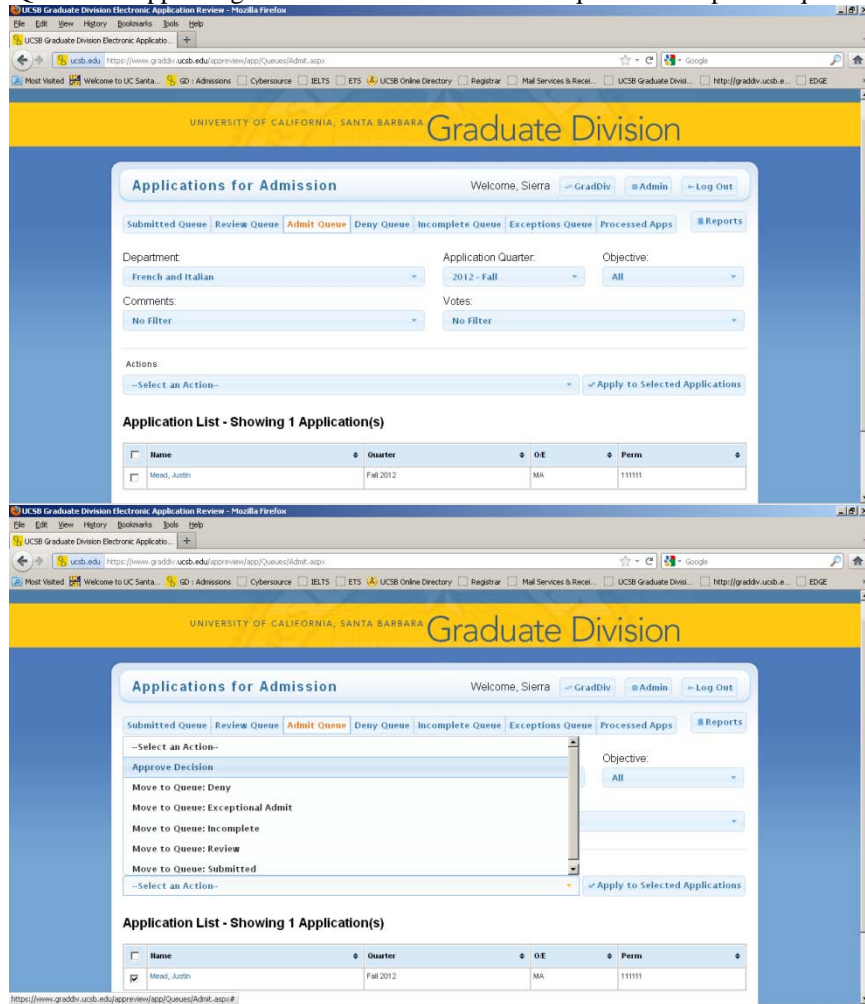 UCSB Graduate Division Electronic Application Review - Mozilla Firefox
File Edit View History Bookmarks Tools Help
UCSB Graduate Division Electronic Applicatio... +
ucsb.edu https://www.graddiv.ucsb.edu/appreview/app/Queues/Admit.aspx Google
Most Visited Welcome to UC Santa... GD : Admissions Cybersource IELTS ETS UCSB Online Directory Registrar Mail Services & Recei... UCSB Graduate Divisi... http://graddiv.ucsb.e... EDGE
UNIVERSITY OF CALIFORNIA, SANTA BARBARA Graduate Division
Applications for Admission Welcome, Sierra GradDiv Admin Log Out
Submitted Queue Review Queue Admit Queue Deny Queue Incomplete Queue Exceptions Queue Processed Apps Reports
Department: Application Quarter: Objective:
French and Italian 2012 - Fall All
Comments: Votes:
No Filter No Filter
Actions
--Select an Action-- Apply to Selected Applications
Application List - Showing 1 Application(s)
Name Quarter O/E Perm
Mead, Justin Fall 2012 MA 111111
UCSB Graduate Division Electronic Application Review - Mozilla Firefox
File Edit View History Bookmarks Tools Help
UCSB Graduate Division Electronic Applicatio... +
ucsb.edu https://www.graddiv.ucsb.edu/appreview/app/Queues/Admit.aspx Google
Most Visited Welcome to UC Santa... GD : Admissions Cybersource IELTS ETS UCSB Online Directory Registrar Mail Services & Recei... UCSB Graduate Divisi... http://graddiv.ucsb.e... EDGE
UNIVERSITY OF CALIFORNIA, SANTA BARBARA Graduate Division
Applications for Admission Welcome, Sierra GradDiv Admin Log Out
Submitted Queue Review Queue Admit Queue Deny Queue Incomplete Queue Exceptions Queue Processed Apps Reports
--Select an Action--
Approve Decision Objective:
Move to Queue: Deny All
Move to Queue: Exceptional Admit
Move to Queue: Incomplete
Move to Queue: Review
Move to Queue: Submitted
--Select an Action-- Apply to Selected Applications
Application List - Showing 1 Application(s)
Name Quarter O/E Perm
Mead, Justin Fall 2012 MA 111111
https://www.graddiv.ucsb.edu/appreview/app/Queues/Admit.aspx#